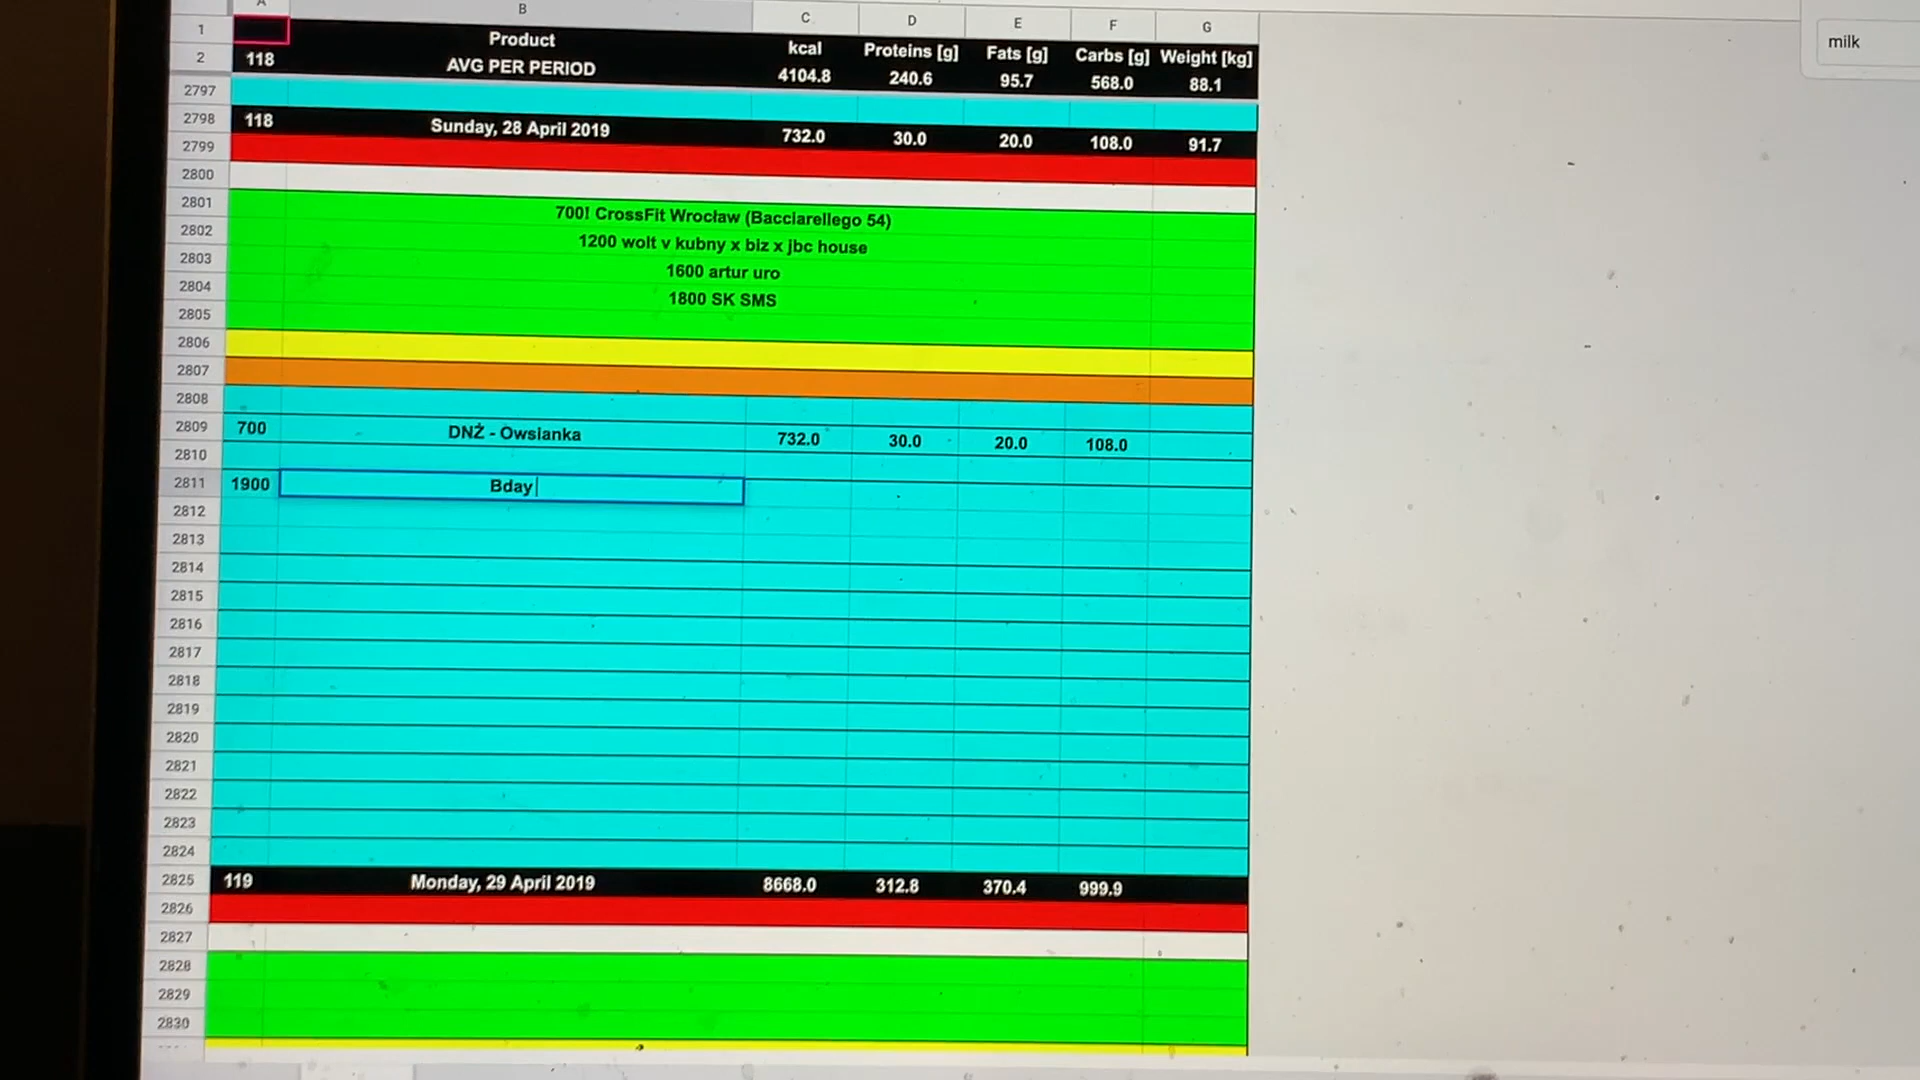 A B C D E F G
milk
1 Product kcal Proteins [g] Fats [g] Carbs [g] Weight [kg]
2 118 AVG PER PERIOD 4104.8 240.6 95.7 568.0 88.1
2797
2798 118 Sunday, 28 April 2019 732.0 30.0 20.0 108.0 91.7
2799
2800
2801 700! CrossFit Wrocław (Bacciarellego 54)
2802 1200 wolt v kubny x biz x jbc house
2803 1600 artur uro
2804 1800 SK SMS
2805
2806
2807
2808
2809 700 DNŻ - Owsianka 732.0 30.0 20.0 108.0
2810
2811 1900 Bday
2812
2813
2814
2815
2816
2817
2818
2819
2820
2821
2822
2823
2824
2825 119 Monday, 29 April 2019 8668.0 312.8 370.4 999.9
2826
2827
2828
2829
2830